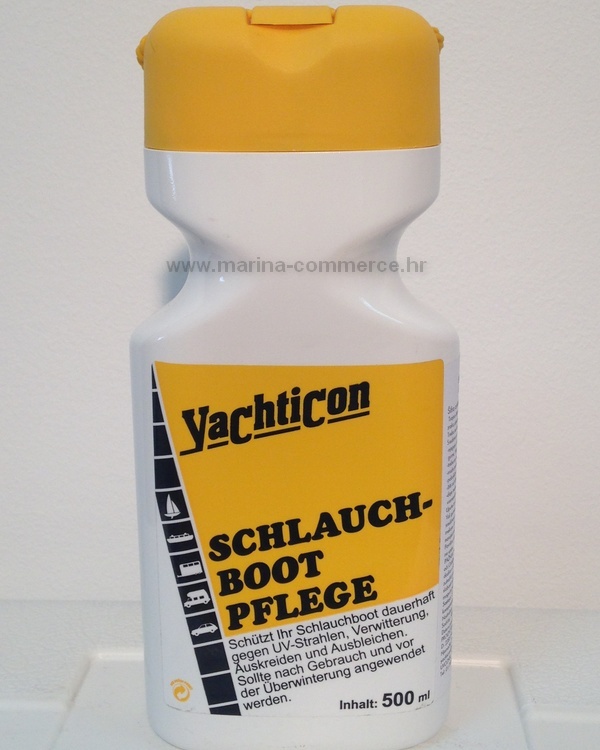 www.marina-commerce.hr
Yachticon
SCHLAUCH-
BOOT
PFLEGE
Schützt Ihr Schlauchboot dauerhaft
gegen UV-Strahlen, Verwitterung,
Auskreiden und Ausbleichen.
Sollte nach Gebrauch und vor
der Überwinterung angewendet
werden.
Inhalt: 500 ml